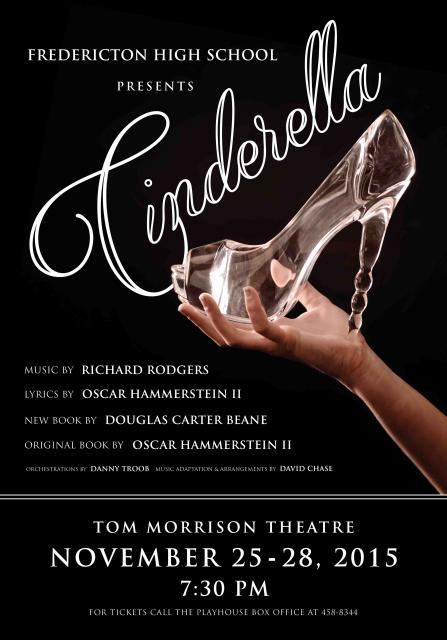 FREDERICTON HIGH SCHOOL
PRESENTS
Cinderella
MUSIC BY RICHARD RODGERS
LYRICS BY OSCAR HAMMERSTEIN II
NEW BOOK BY DOUGLAS CARTER BEANE
ORIGINAL BOOK BY OSCAR HAMMERSTEIN II
ORCHESTRATIONS BY DANNY TROOB MUSIC ADAPTATION & ARRANGEMENTS BY DAVID CHASE
TOM MORRISON THEATRE
NOVEMBER 25-28, 2015
7:30 PM
FOR TICKETS CALL THE PLAYHOUSE BOX OFFICE AT 458-8344